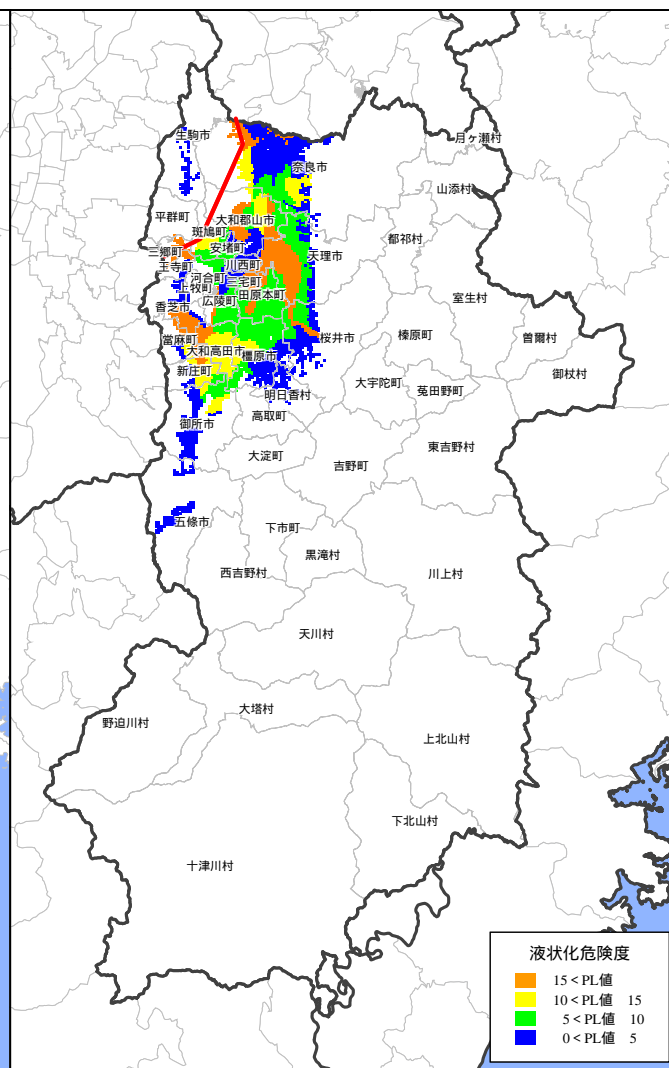 生駒市
月ヶ瀬村
奈良市
山添村
平群町
大和郡山市
斑鳩町
都祁村
三郷町
安堵町
天理市
王寺町
川西町
河合町
三宅町
上牧町
田原本町
室生村
広陵町
香芝市
榛原町
桜井市
曽爾村
當麻町
大和高田市
橿原市
御杖村
新庄町
大宇陀町
菟田野町
明日香村
高取町
御所市
東吉野村
大淀町
吉野町
五條市
下市町
黒滝村
西吉野村
川上村
天川村
大塔村
野迫川村
上北山村
下北山村
十津川村
液状化危険度
15<PL値
10<PL値 15
5<PL値 10
0<PL値 5